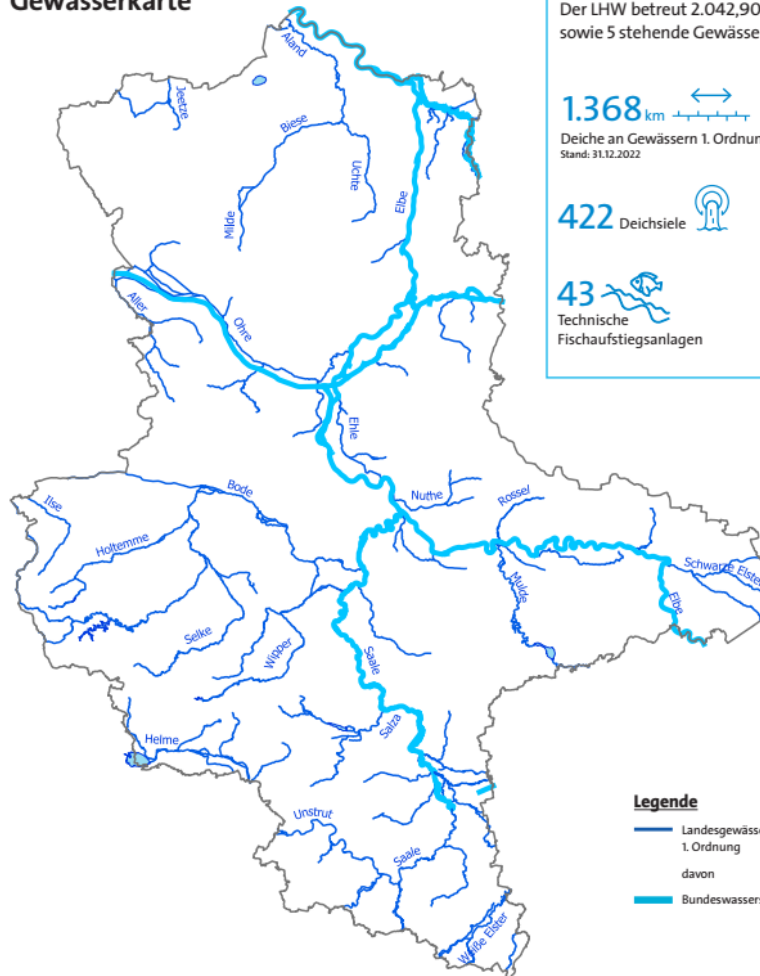 Gewässerkarte
Der LHW betreut 2.042,90
sowie 5 stehende Gewässe
1.368 km
Deiche an Gewässern 1. Ordnun
Stand: 31.12.2022
422 Deichsiele
43
Technische
Fischaufstiegsanlagen
Aland
Jeetze
Biese
Uchte
Milde
Elbe
Aller
Ohre
Ehle
Nuthe
Rossel
Bode
Ilse
Holtemme
Schwarze Elster
Mulde
Elbe
Selke
Wipper
Saale
Salza
Helme
Unstrut
Saale
Weiße Elster
Legende
Landesgewässe
1. Ordnung
davon
Bundeswassers